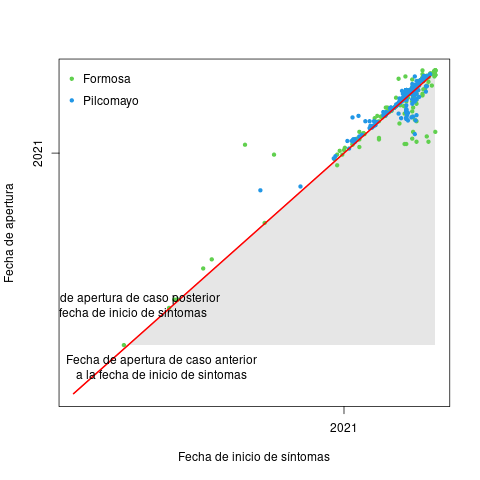 Formosa
Pilcomayo
2021
Fecha de apertura
de apertura de caso posterior
fecha de inicio de síntomas
Fecha de apertura de caso anterior
a la fecha de inicio de sintomas
2021
Fecha de inicio de síntomas